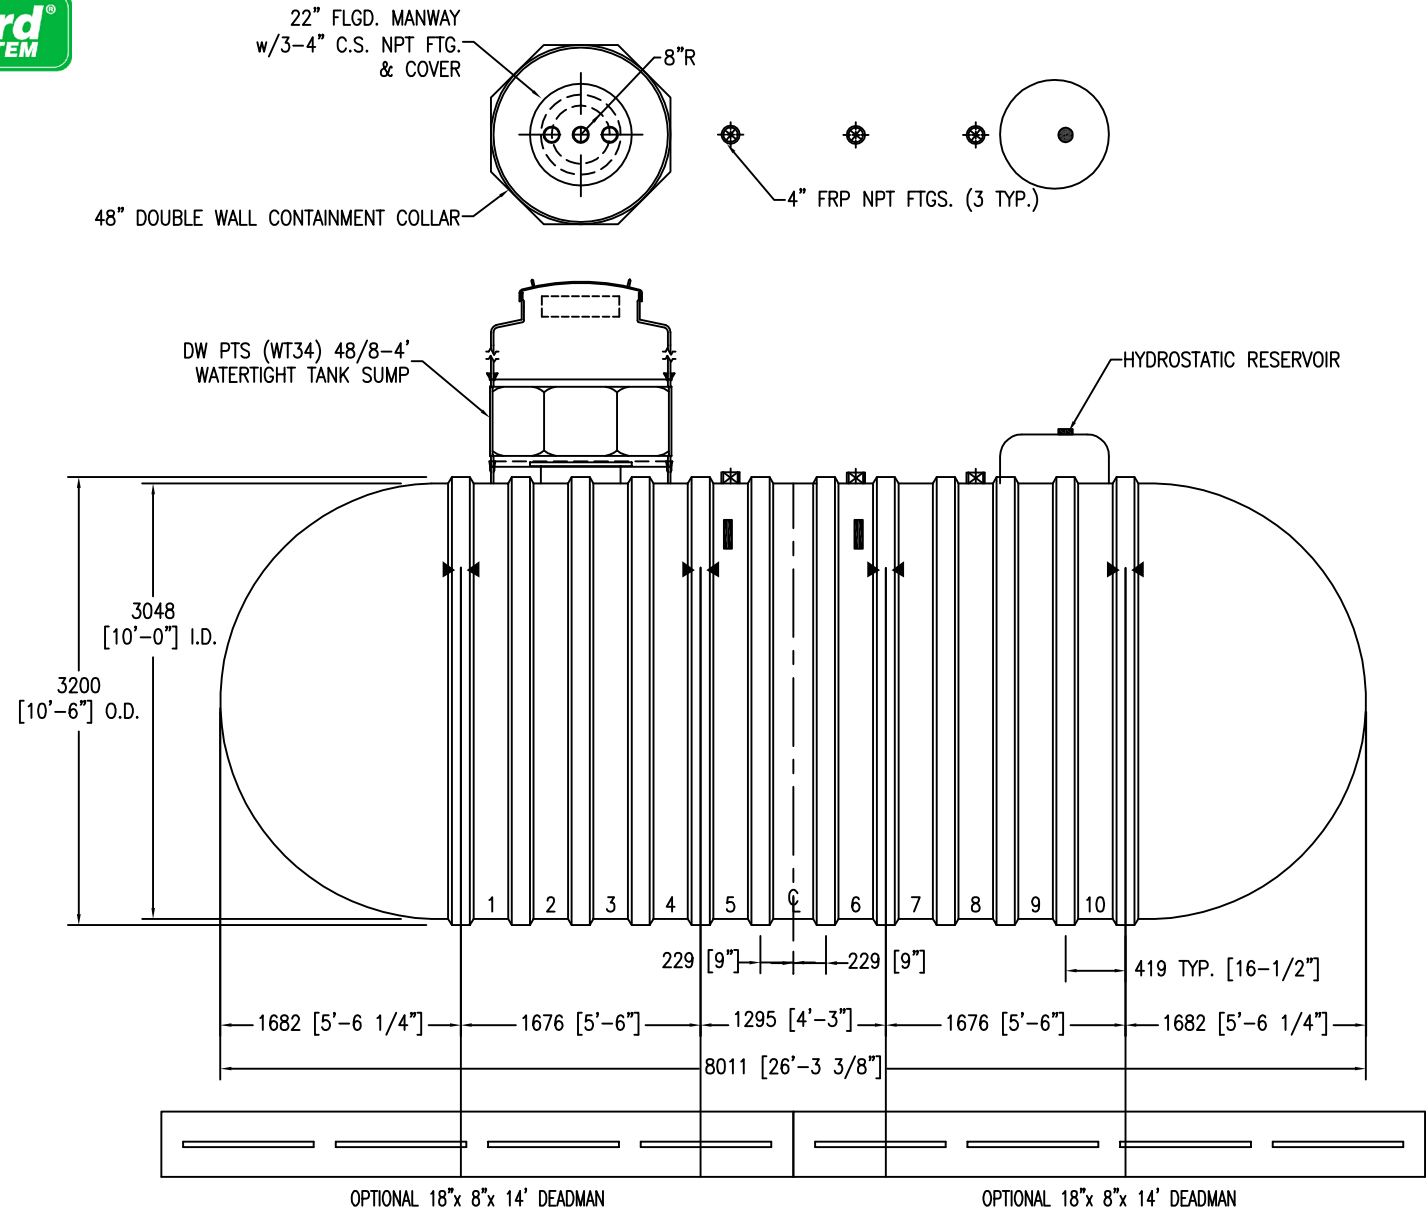 rd®
TEM
22" FLGD. MANWAY
w/3-4" C.S. NPT FTG.
& COVER
8"R
48" DOUBLE WALL CONTAINMENT COLLAR
4" FRP NPT FTGS. (3 TYP.)
DW PTS (WT34) 48/8-4'
WATERTIGHT TANK SUMP
HYDROSTATIC RESERVOIR
3048
[10'-0"] I.D.
3200
[10'-6"] O.D.
1 2 3 4 5 ℄ 6 7 8 9 10
229 [9"] 229 [9"] 419 TYP. [16-1/2"]
1682 [5'-6 1/4"] 1676 [5'-6"] 1295 [4'-3"] 1676 [5'-6"] 1682 [5'-6 1/4"]
8011 [26'-3 3/8"]
OPTIONAL 18"x 8"x 14' DEADMAN OPTIONAL 18"x 8"x 14' DEADMAN